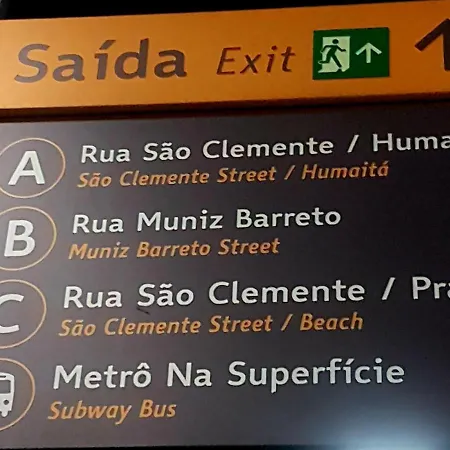 Saída Exit
A Rua São Clemente / Huma
São Clemente Street / Humaitá
B Rua Muniz Barreto
Muniz Barreto Street
C Rua São Clemente / Pra
São Clemente Street / Beach
Metrô Na Superfície
Subway Bus